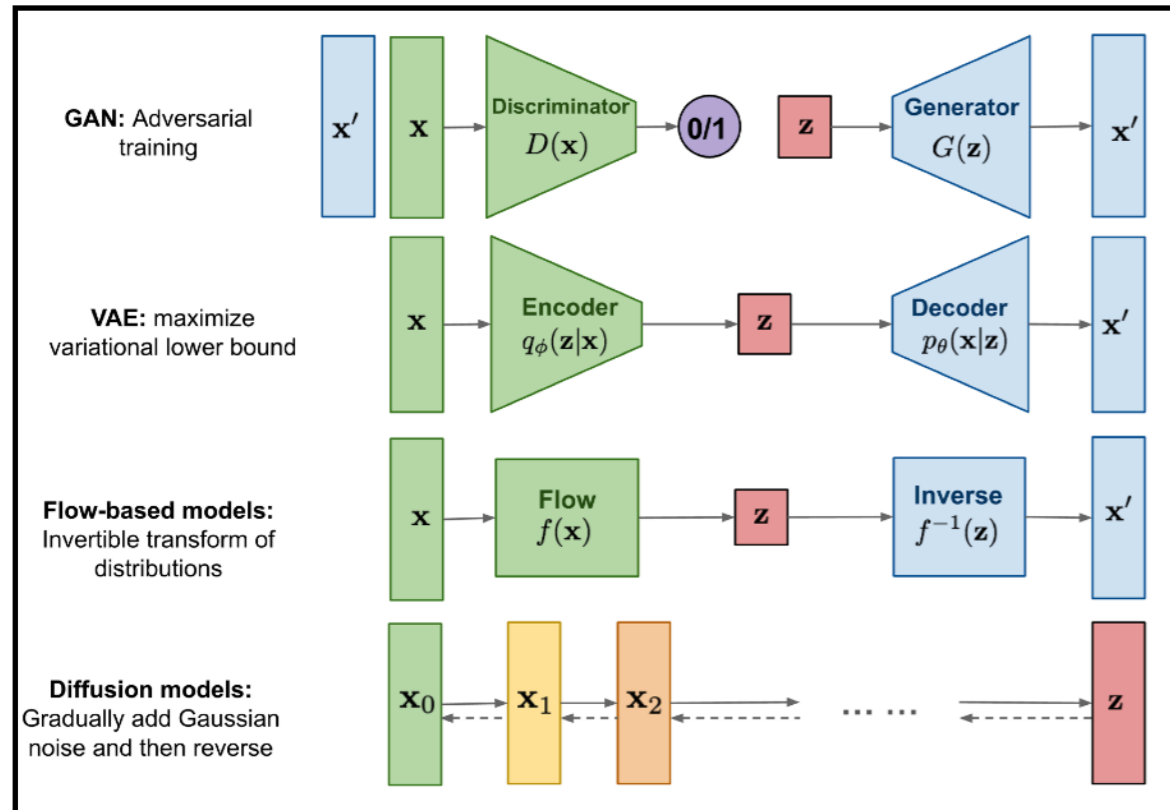 GAN: Adversarial
training
x′
x
Discriminator
D(x)
0/1
z
Generator
G(z)
x′
VAE: maximize
variational lower bound
x
Encoder
qϕ(z|x)
z
Decoder
pθ(x|z)
x′
Flow-based models:
Invertible transform of
distributions
x
Flow
f(x)
z
Inverse
f⁻¹(z)
x′
Diffusion models:
Gradually add Gaussian
noise and then reverse
x₀
x₁
x₂
... ...
z